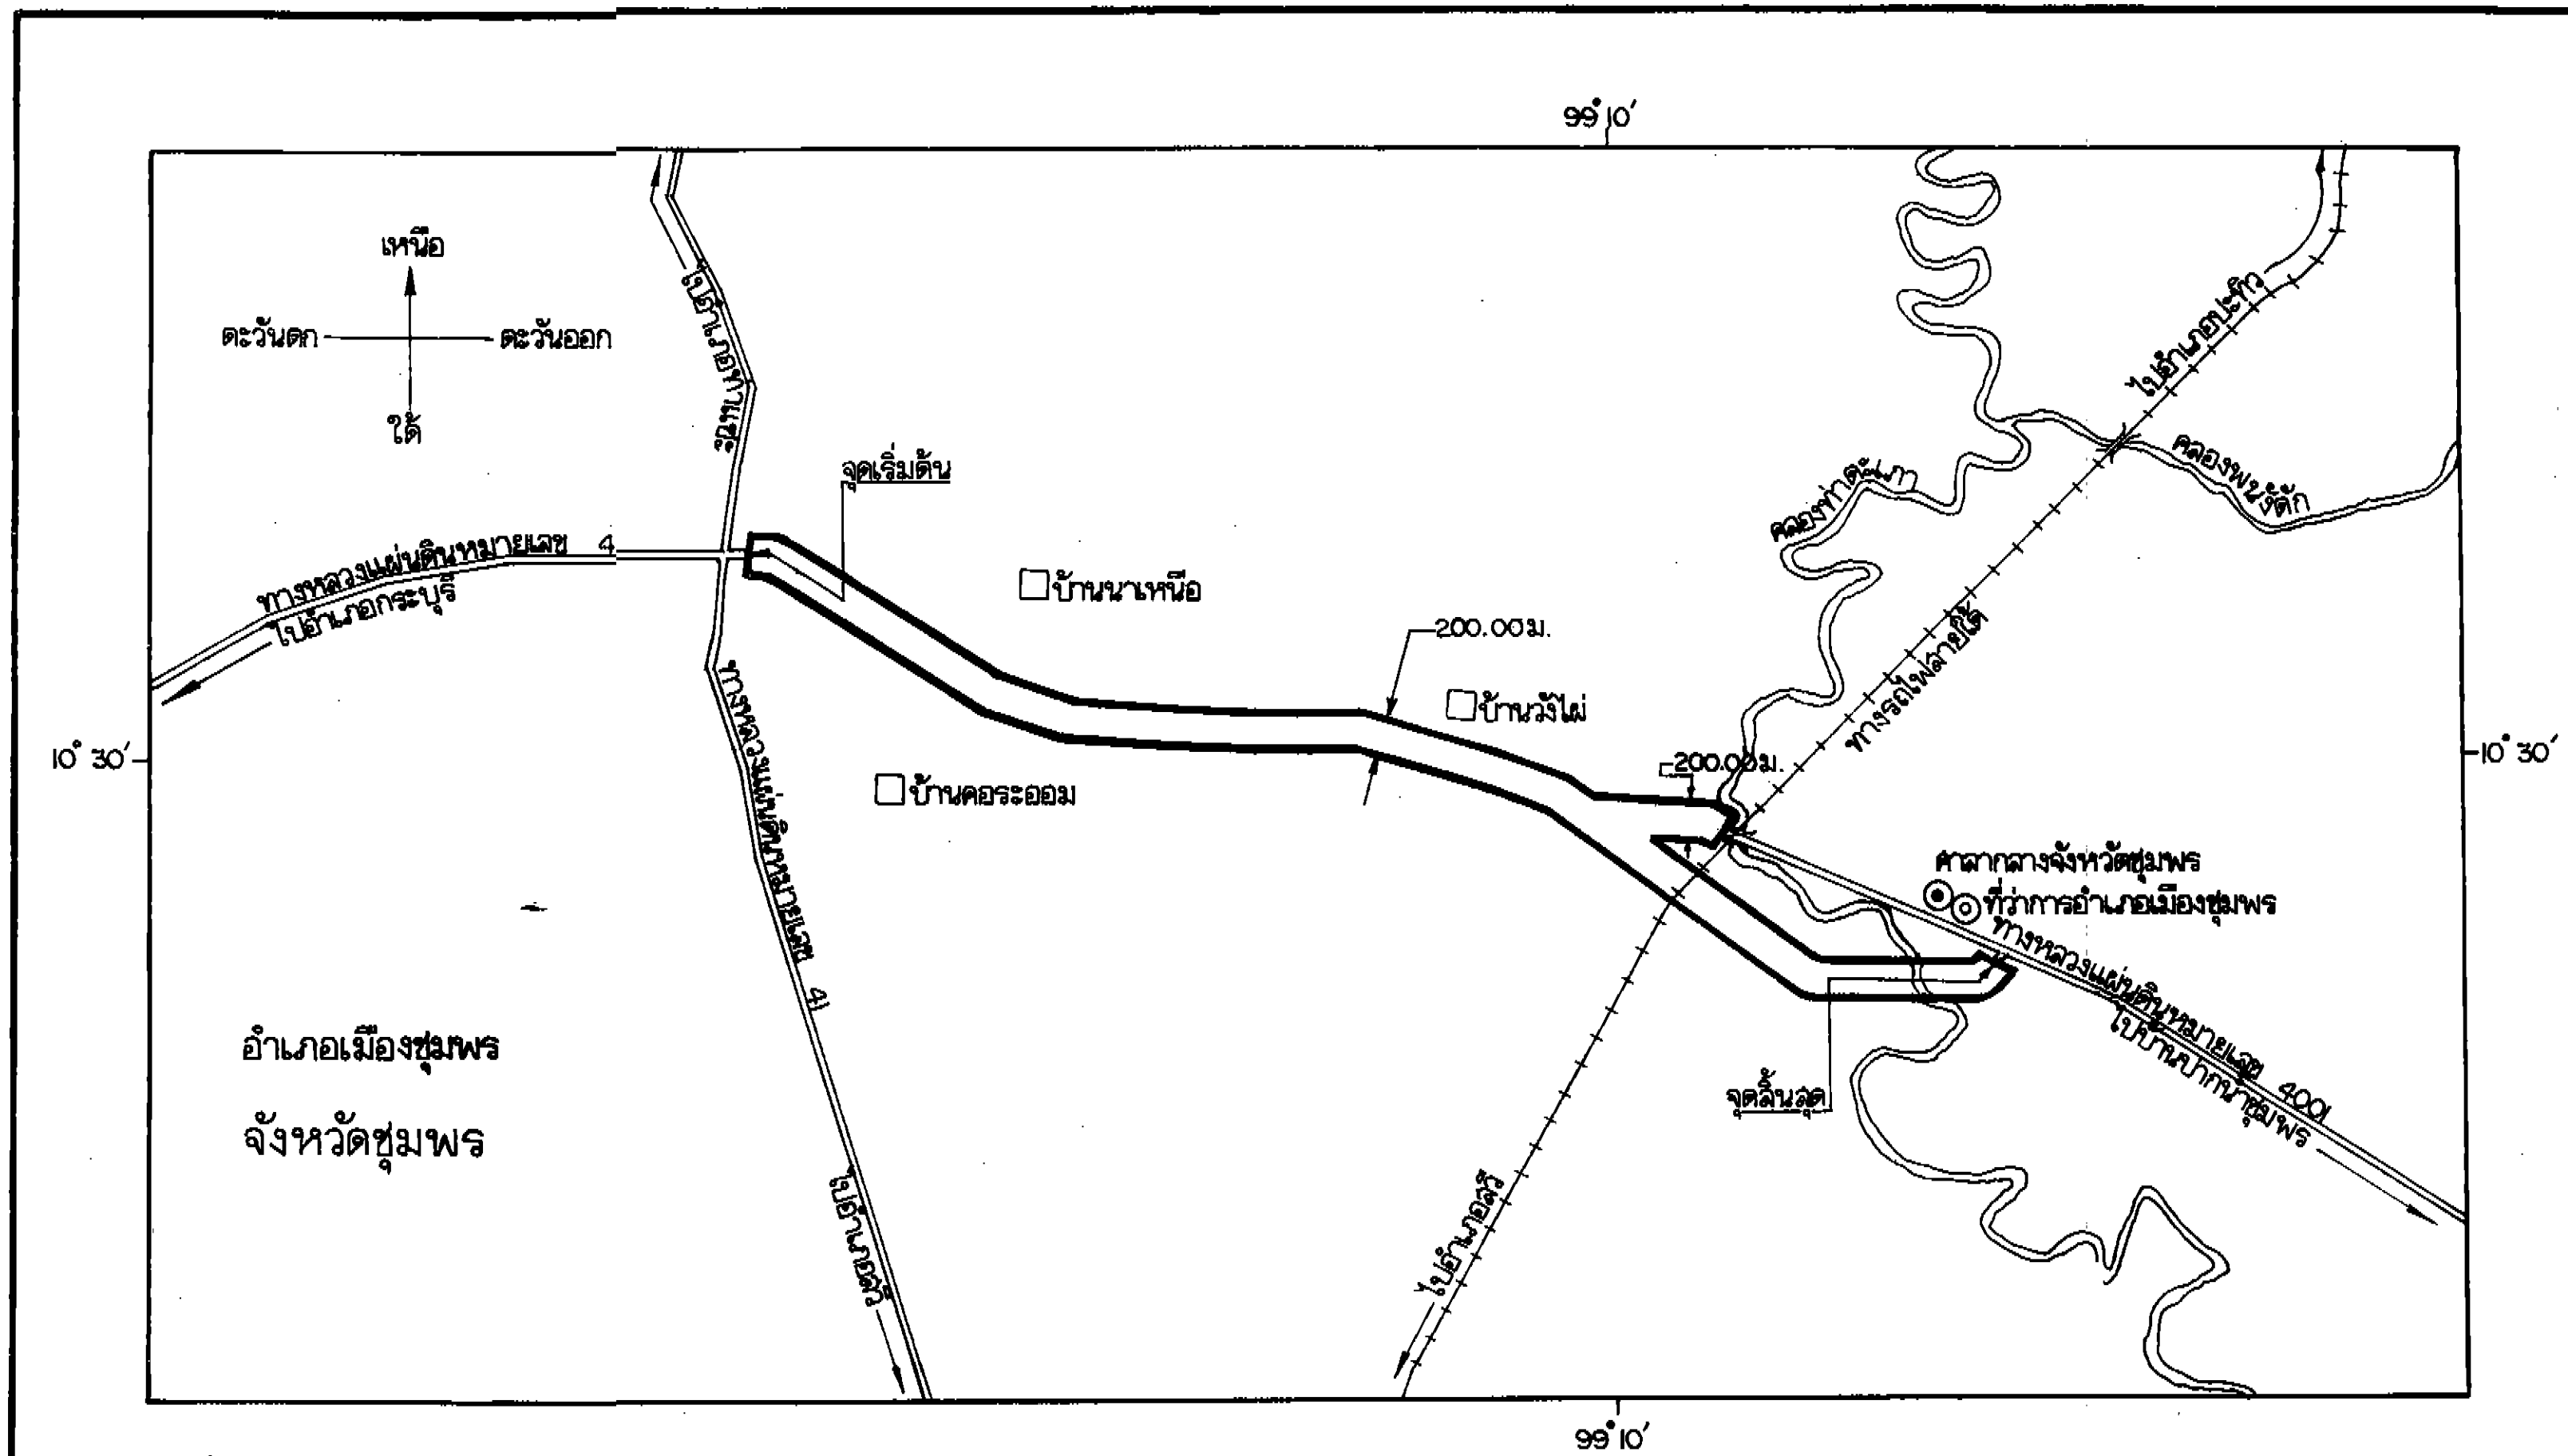 99° 10′
เหนือ
ตะวันตก
ตะวันออก
ใต้
ไปอำเภอท่าแซะ
ไปอำเภอปะทิว
จุดเริ่มต้น
คลองท่าตะเภา
คลองพนังตัก
ทางหลวงแผ่นดินหมายเลข 4
ไปอำเภอกระบุรี
บ้านนาเหนือ
200.00 ม.
บ้านวังไผ่
ทางรถไฟสายใต้
10° 30′
200.00 ม.
10° 30′
บ้านคอระออม
ทางหลวงแผ่นดินหมายเลข 41
ศาลากลางจังหวัดชุมพร
ที่ว่าการอำเภอเมืองชุมพร
ทางหลวงแผ่นดินหมายเลข 4001
ไปบ้านปากน้ำชุมพร
อำเภอเมืองชุมพร
จังหวัดชุมพร
จุดสิ้นสุด
ไปอำเภอสวี
ไปอำเภอสวี
99° 10′